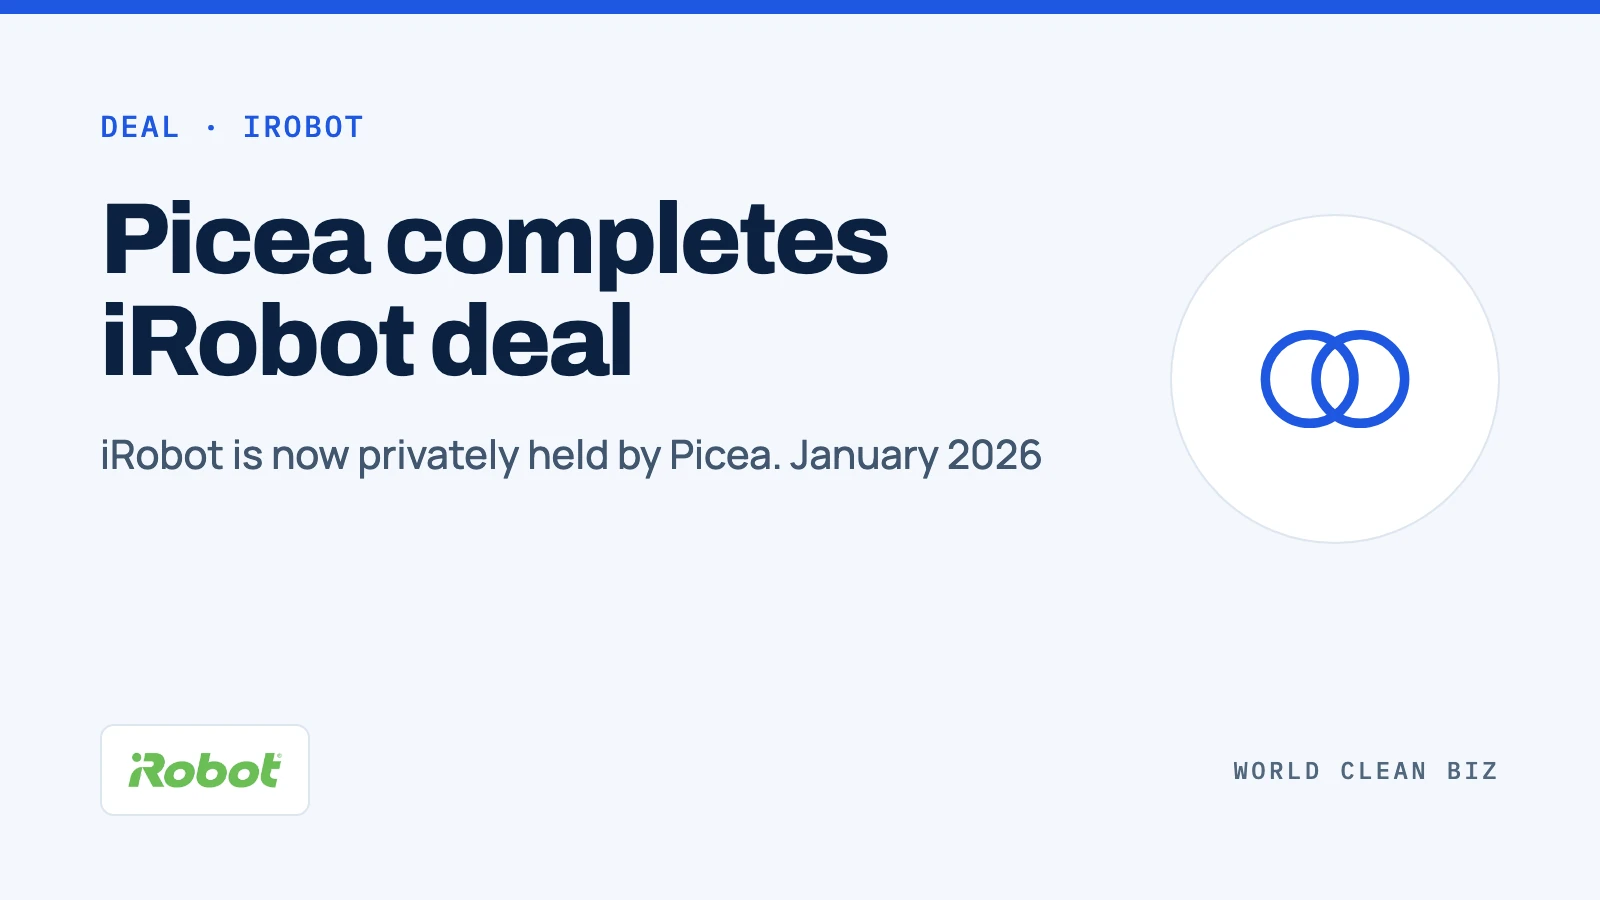 DEAL · IROBOT
Picea completes
iRobot deal
iRobot is now privately held by Picea. January 2026
iRobot®
WORLD CLEAN BIZ